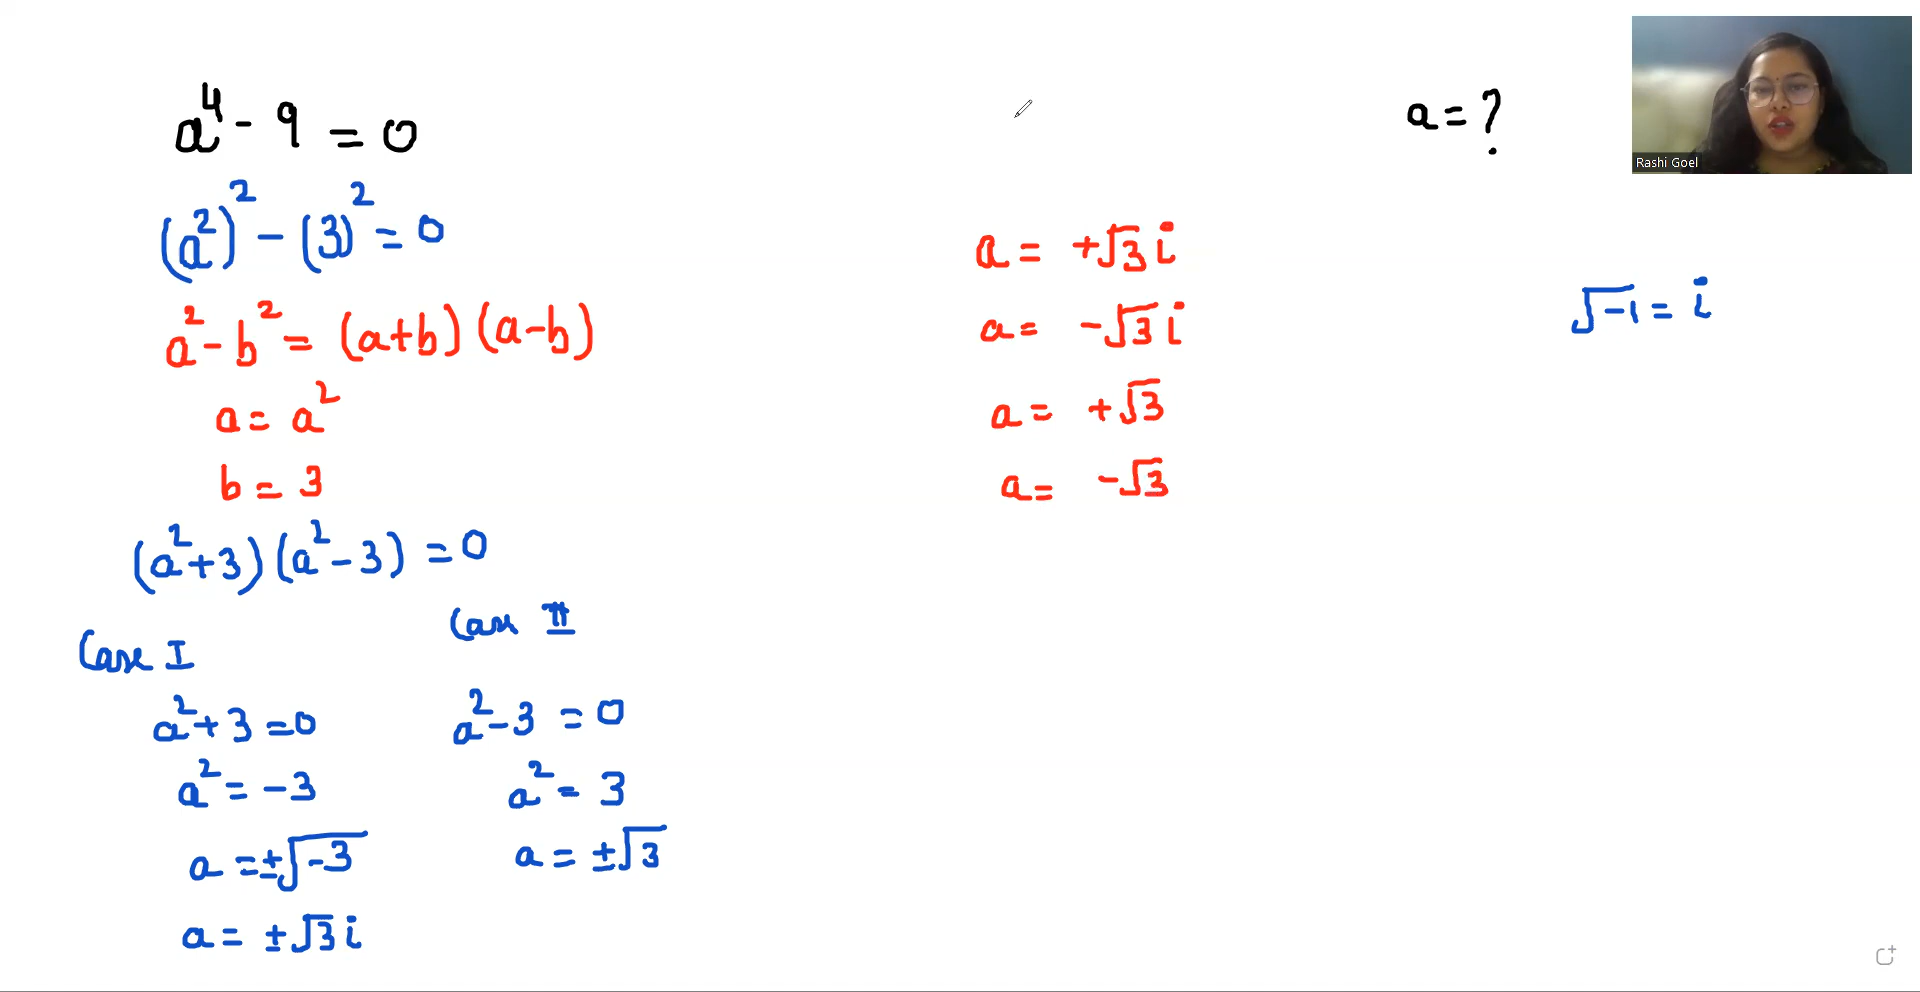 a⁴ - 9 = 0
(a²)² - (3)² = 0
a² - b² = (a+b) (a-b)
a = a²
b = 3
(a²+3) (a²-3) = 0
Case I
a²+3 = 0
a² = -3
a = ±√-3
a = ±√3 i
Case II
a²-3 = 0
a² = 3
a = ±√3
a = +√3 i
a = -√3 i
a = +√3
a = -√3
a = ?
√-1 = i
Rashi Goel